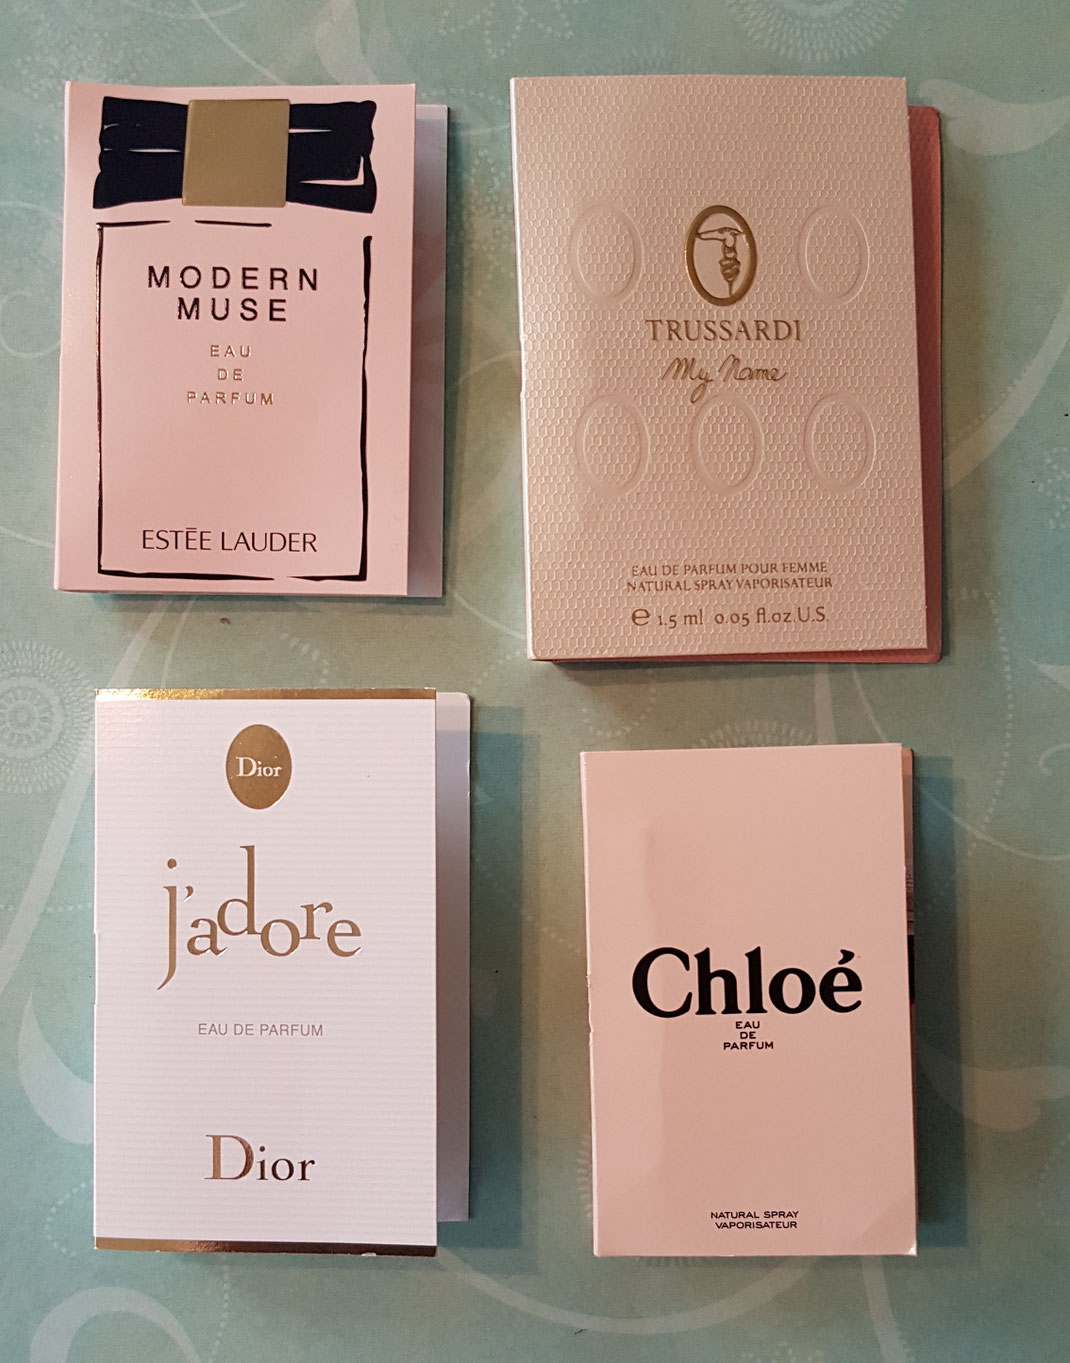 MODERN
MUSE
EAU
DE
PARFUM
ESTĒE LAUDER
TRUSSARDI
My Name
EAU DE PARFUM POUR FEMME
NATURAL SPRAY VAPORISATEUR
e 1.5 ml 0.05 fl.oz.U.S.
Dior
j'adore
EAU DE PARFUM
Dior
Chloé
EAU
DE
PARFUM
NATURAL SPRAY
VAPORISATEUR